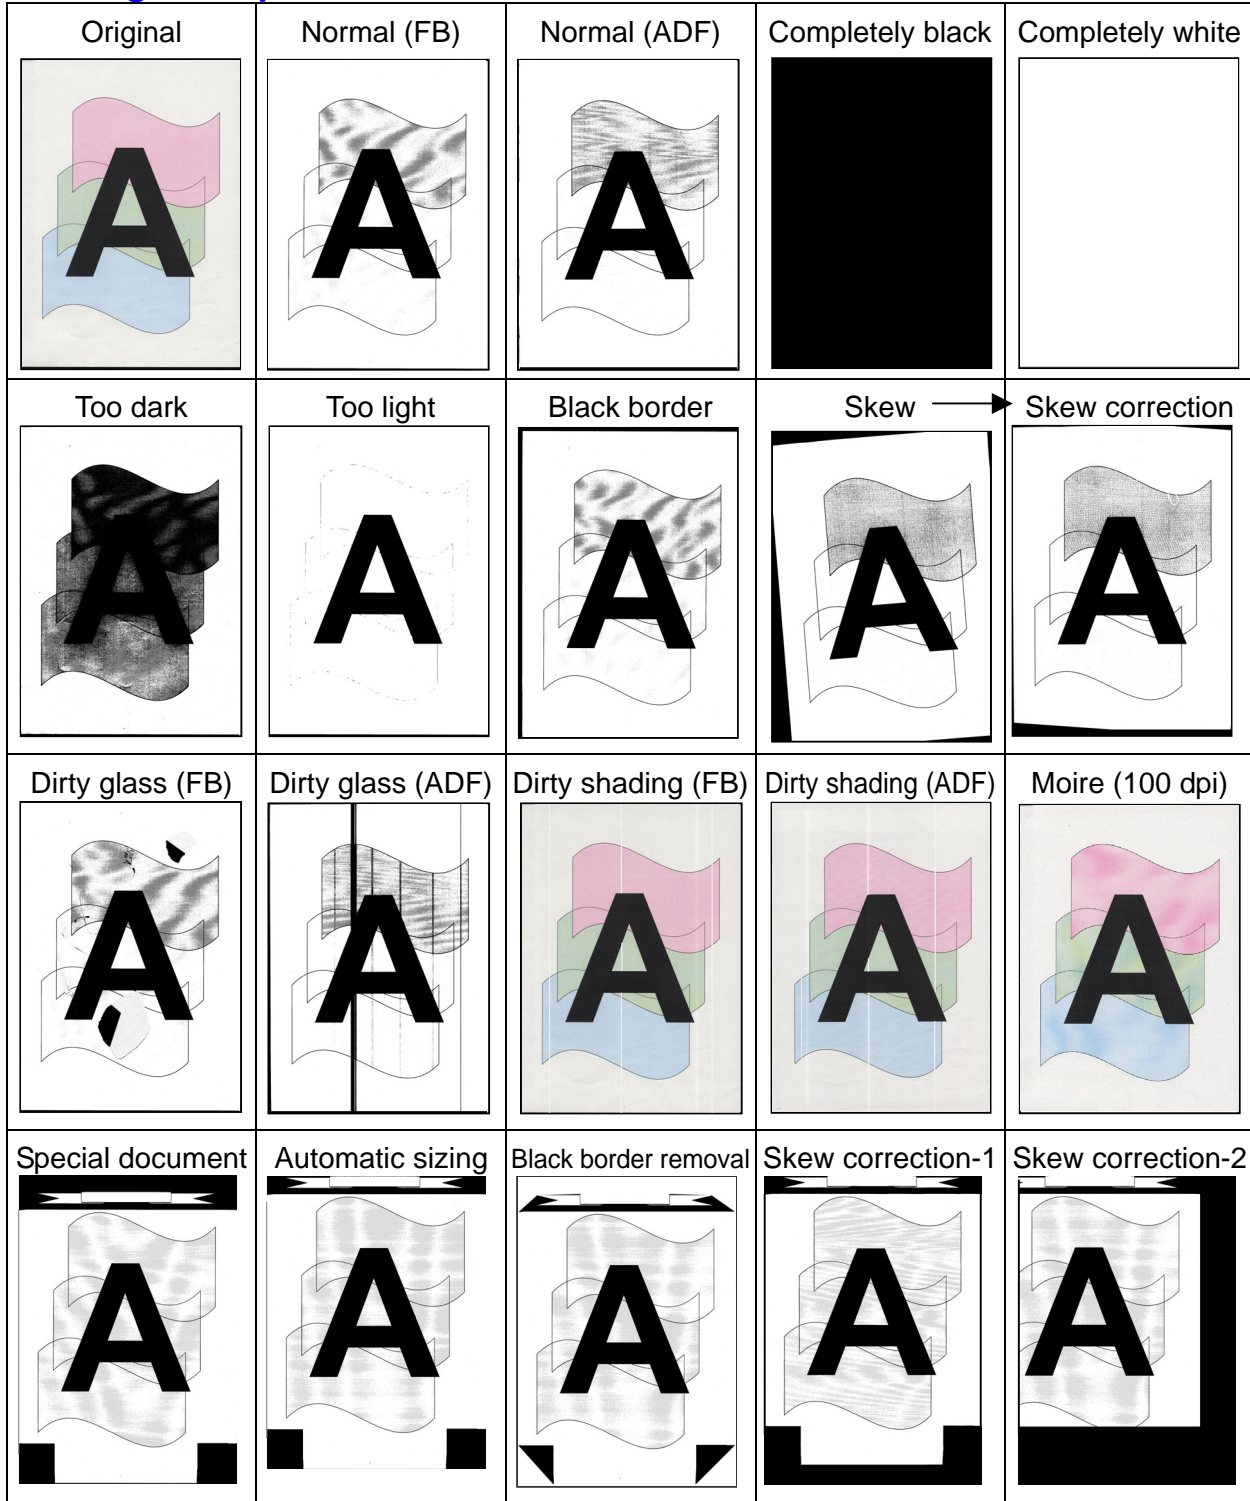 Original Normal (FB) Normal (ADF) Completely black Completely white
A A A
Too dark Too light Black border Skew Skew correction
A A A A A
Dirty glass (FB) Dirty glass (ADF) Dirty shading (FB) Dirty shading (ADF) Moire (100 dpi)
A A A A A
Special document Automatic sizing Black border removal Skew correction-1 Skew correction-2
A A A A A